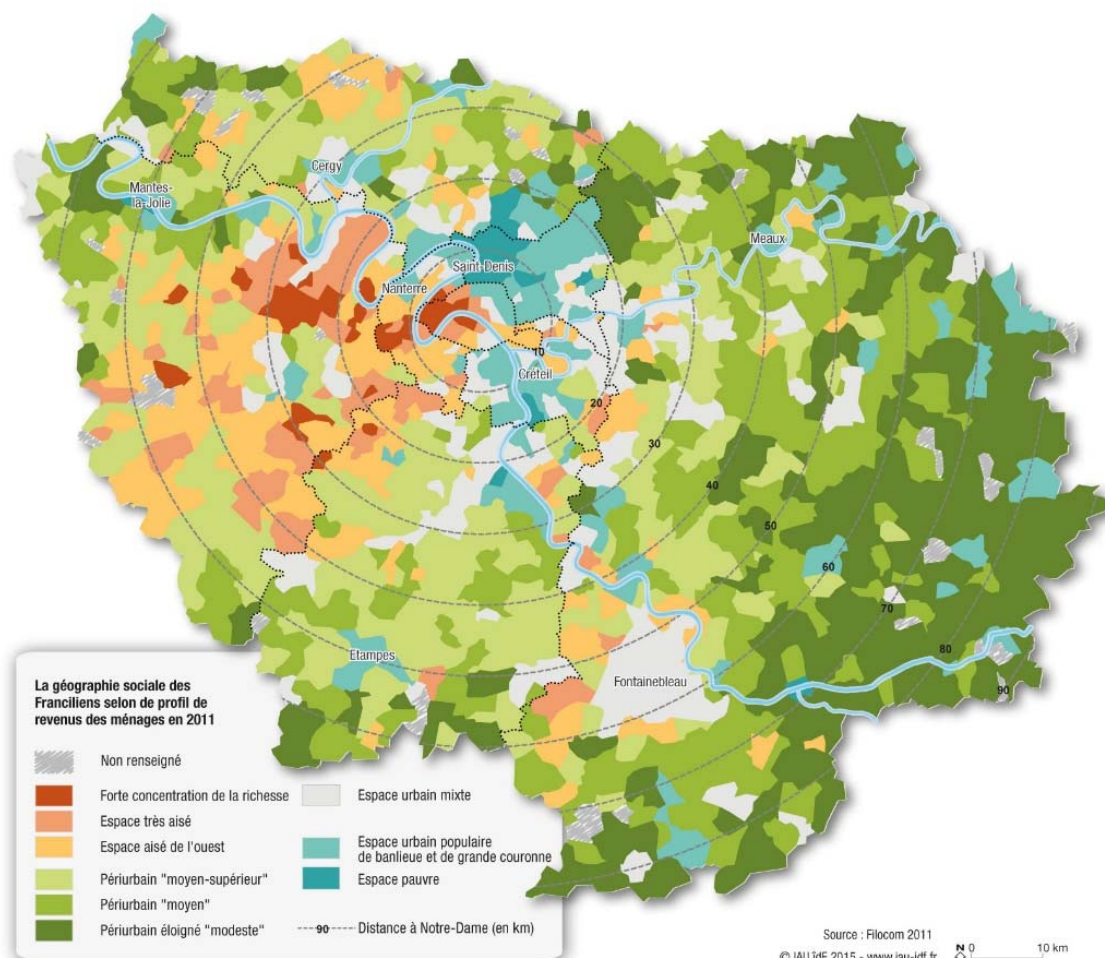 Cergy
Mantes-
la-Jolie
Meaux
Saint-Denis
Nanterre
10
Créteil
20
30
40
50
60
70
80
90
Etampes
Fontainebleau
La géographie sociale des
Franciliens selon de profil de
revenus des ménages en 2011
Non renseigné
Forte concentration de la richesse
Espace très aisé
Espace aisé de l'ouest
Périurbain "moyen-supérieur"
Périurbain "moyen"
Périurbain éloigné "modeste"
Espace urbain mixte
Espace urbain populaire
de banlieue et de grande couronne
Espace pauvre
90 Distance à Notre-Dame (en km)
Source : Filocom 2011
© IAU îdF 2015 - www.iau-idf.fr
N 0 10 km